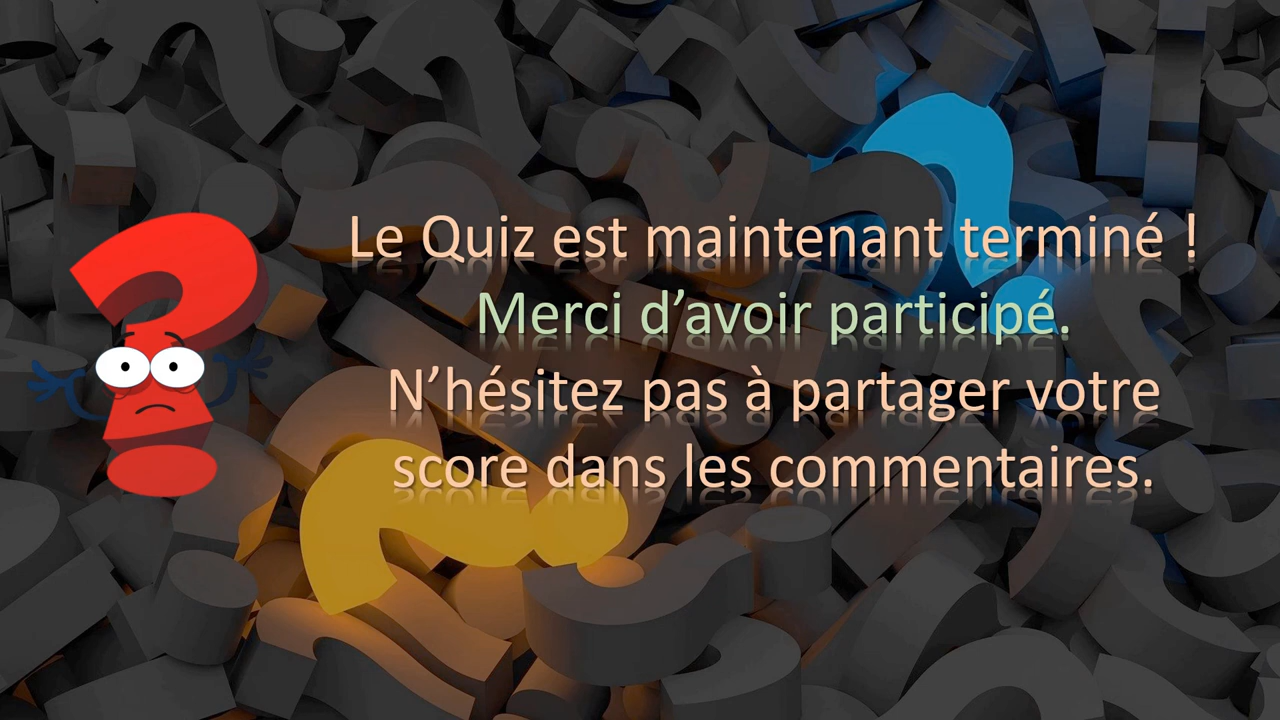 Le Quiz est maintenant terminé !
Merci d’avoir participé.
N’hésitez pas à partager votre
score dans les commentaires.